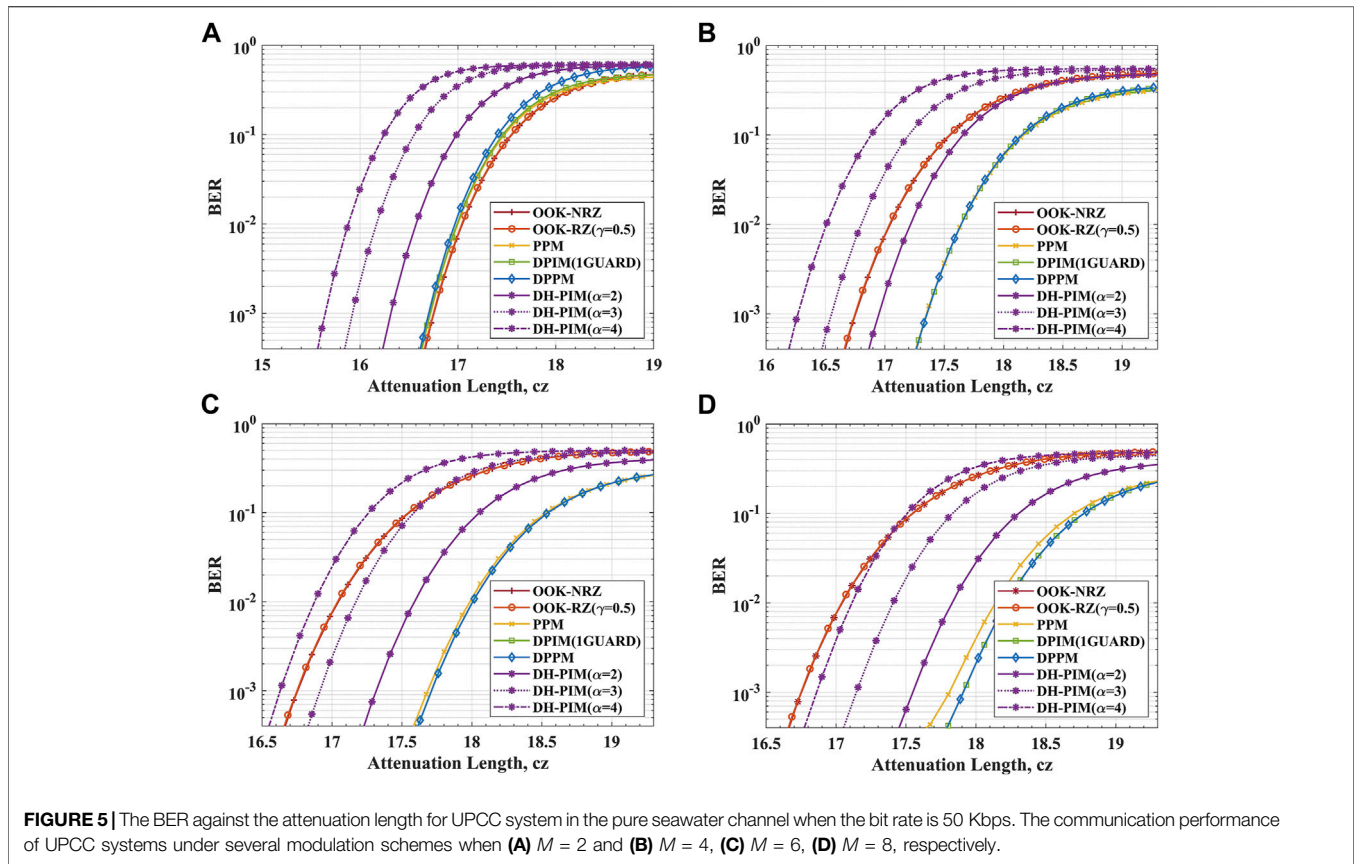 A
10^0
10^-1
10^-2
10^-3
BER
15 16 17 18 19
Attenuation Length, cz
OOK-NRZ
OOK-RZ(γ=0.5)
PPM
DPIM(1GUARD)
DPPM
DH-PIM(α=2)
DH-PIM(α=3)
DH-PIM(α=4)
B
10^0
10^-1
10^-2
10^-3
BER
16 16.5 17 17.5 18 18.5 19
Attenuation Length, cz
OOK-NRZ
OOK-RZ(γ=0.5)
PPM
DPIM(1GUARD)
DPPM
DH-PIM(α=2)
DH-PIM(α=3)
DH-PIM(α=4)
C
10^0
10^-1
10^-2
10^-3
BER
16.5 17 17.5 18 18.5 19
Attenuation Length, cz
OOK-NRZ
OOK-RZ(γ=0.5)
PPM
DPIM(1GUARD)
DPPM
DH-PIM(α=2)
DH-PIM(α=3)
DH-PIM(α=4)
D
10^0
10^-1
10^-2
10^-3
BER
16.5 17 17.5 18 18.5 19
Attenuation Length, cz
OOK-NRZ
OOK-RZ(γ=0.5)
PPM
DPIM(1GUARD)
DPPM
DH-PIM(α=2)
DH-PIM(α=3)
DH-PIM(α=4)
FIGURE 5 | The BER against the attenuation length for UPCC system in the pure seawater channel when the bit rate is 50 Kbps. The communication performance
of UPCC systems under several modulation schemes when (A) M = 2 and (B) M = 4, (C) M = 6, (D) M = 8, respectively.